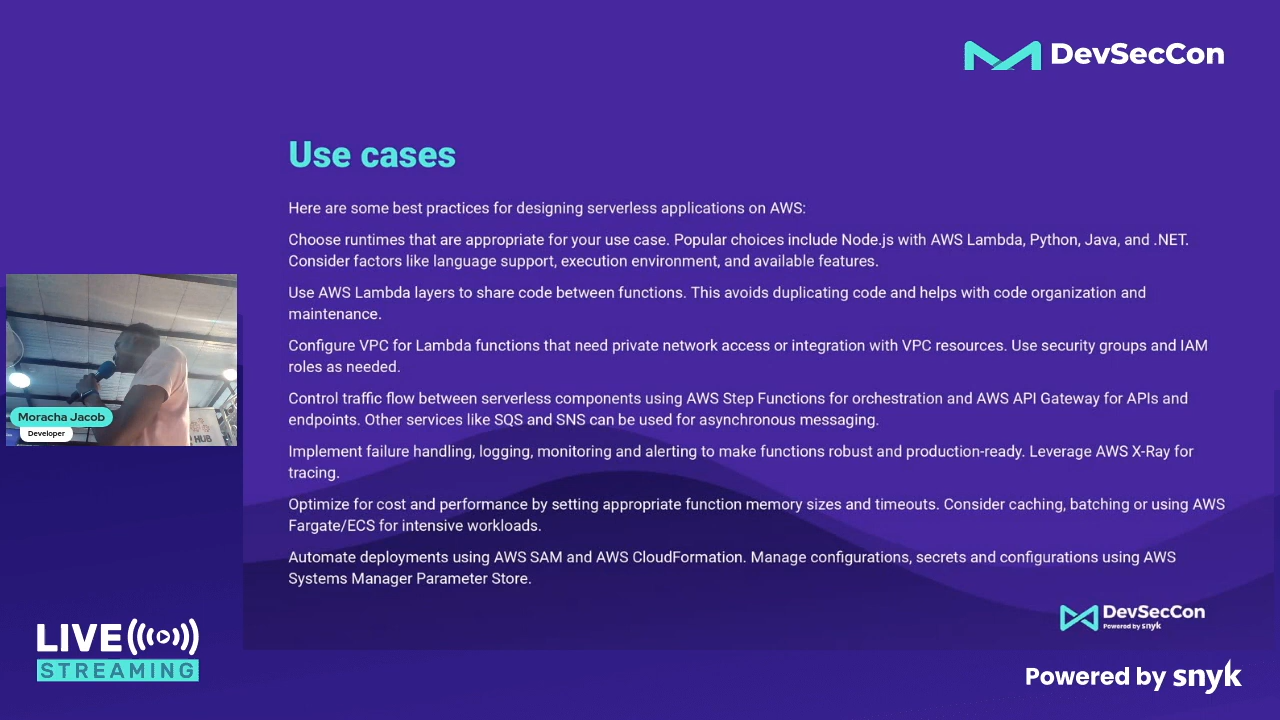 DevSecCon
Use cases
Here are some best practices for designing serverless applications on AWS:
Choose runtimes that are appropriate for your use case. Popular choices include Node.js with AWS Lambda, Python, Java, and .NET.
Consider factors like language support, execution environment, and available features.
Use AWS Lambda layers to share code between functions. This avoids duplicating code and helps with code organization and
maintenance.
Configure VPC for Lambda functions that need private network access or integration with VPC resources. Use security groups and IAM
roles as needed.
Control traffic flow between serverless components using AWS Step Functions for orchestration and AWS API Gateway for APIs and
endpoints. Other services like SQS and SNS can be used for asynchronous messaging.
Implement failure handling, logging, monitoring and alerting to make functions robust and production-ready. Leverage AWS X-Ray for
tracing.
Optimize for cost and performance by setting appropriate function memory sizes and timeouts. Consider caching, batching or using AWS
Fargate/ECS for intensive workloads.
Automate deployments using AWS SAM and AWS CloudFormation. Manage configurations, secrets and configurations using AWS
Systems Manager Parameter Store.
Moracha Jacob
Developer
HUB
DevSecCon
Powered by snyk
LIVE
STREAMING
Powered by snyk